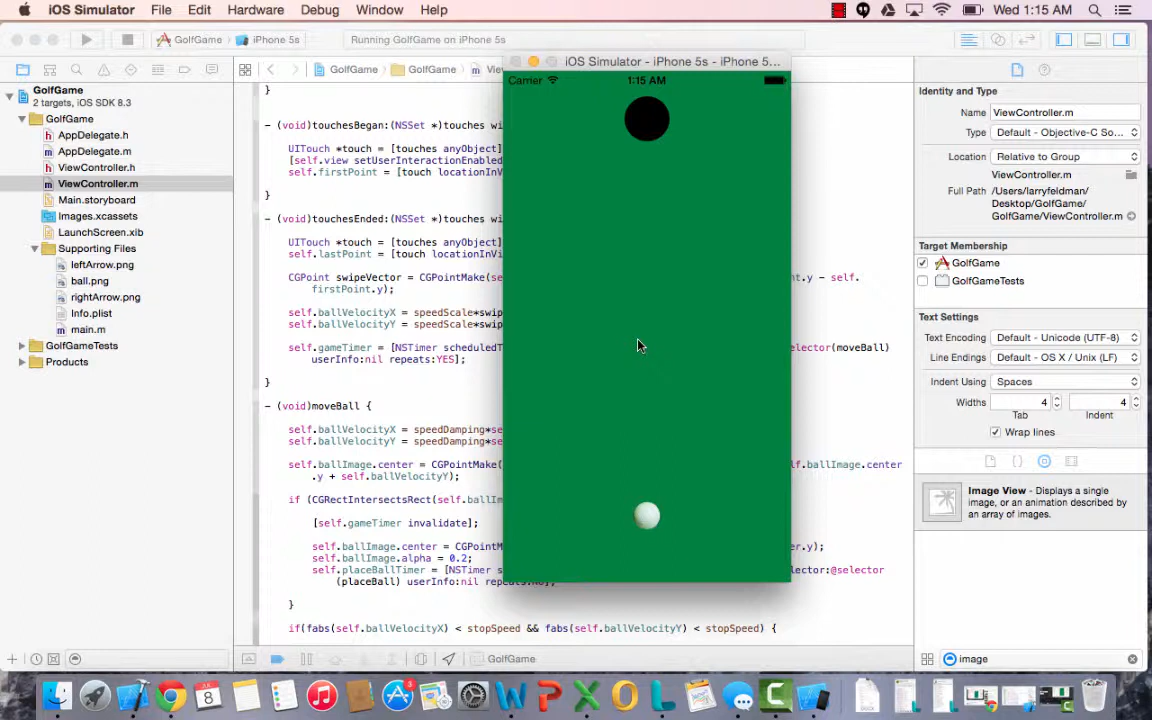 iOS Simulator File Edit Hardware Debug Window Help Wed 1:15 AM
GolfGame iPhone 5s Running GolfGame on iPhone 5s
iOS Simulator - iPhone 5s - iPhone 5...
Carrier 1:15 AM
GolfGame
2 targets, iOS SDK 8.3
GolfGame
AppDelegate.h
AppDelegate.m
ViewController.h
ViewController.m
Main.storyboard
Images.xcassets
LaunchScreen.xib
Supporting Files
leftArrow.png
ball.png
rightArrow.png
Info.plist
main.m
GolfGameTests
Products
GolfGame GolfGame
}
- (void)touchesBegan:(NSSet *)touches wi
UITouch *touch = [touches anyObject]
[self.view setUserInteractionEnabled
self.firstPoint = [touch locationInV
}
- (void)touchesEnded:(NSSet *)touches wi
UITouch *touch = [touches anyObject]
self.lastPoint = [touch locationInV
CGPoint swipeVector = CGPointMake(se nt.y - self.
firstPoint.y);
self.ballVelocityX = speedScale*swip
self.ballVelocityY = speedScale*swip
self.gameTimer = [NSTimer scheduledT elector(moveBall)
userInfo:nil repeats:YES];
}
- (void)moveBall {
self.ballVelocityX = speedDamping*se
self.ballVelocityY = speedDamping*se
self.ballImage.center = CGPointMake( lf.ballImage.center
.y + self.ballVelocityY);
if (CGRectIntersectsRect(self.ballIm
[self.gameTimer invalidate];
self.ballImage.center = CGPointM er.y);
self.ballImage.alpha = 0.2;
self.placeBallTimer = [NSTimer s elector:@selector
(placeBall) userInfo:nil repeats:NO];
}
if(fabs(self.ballVelocityX) < stopSpeed && fabs(self.ballVelocityY) < stopSpeed) {
GolfGame
Identity and Type
Name ViewController.m
Type Default - Objective-C So...
Location Relative to Group
ViewController.m
Full Path /Users/larryfeldman/
Desktop/GolfGame/
GolfGame/ViewController.m
Target Membership
GolfGame
GolfGameTests
Text Settings
Text Encoding Default - Unicode (UTF-8)
Line Endings Default - OS X / Unix (LF)
Indent Using Spaces
Widths 4 4
Tab Indent
Wrap lines
Image View - Displays a single
image, or an animation described by
an array of images.
image